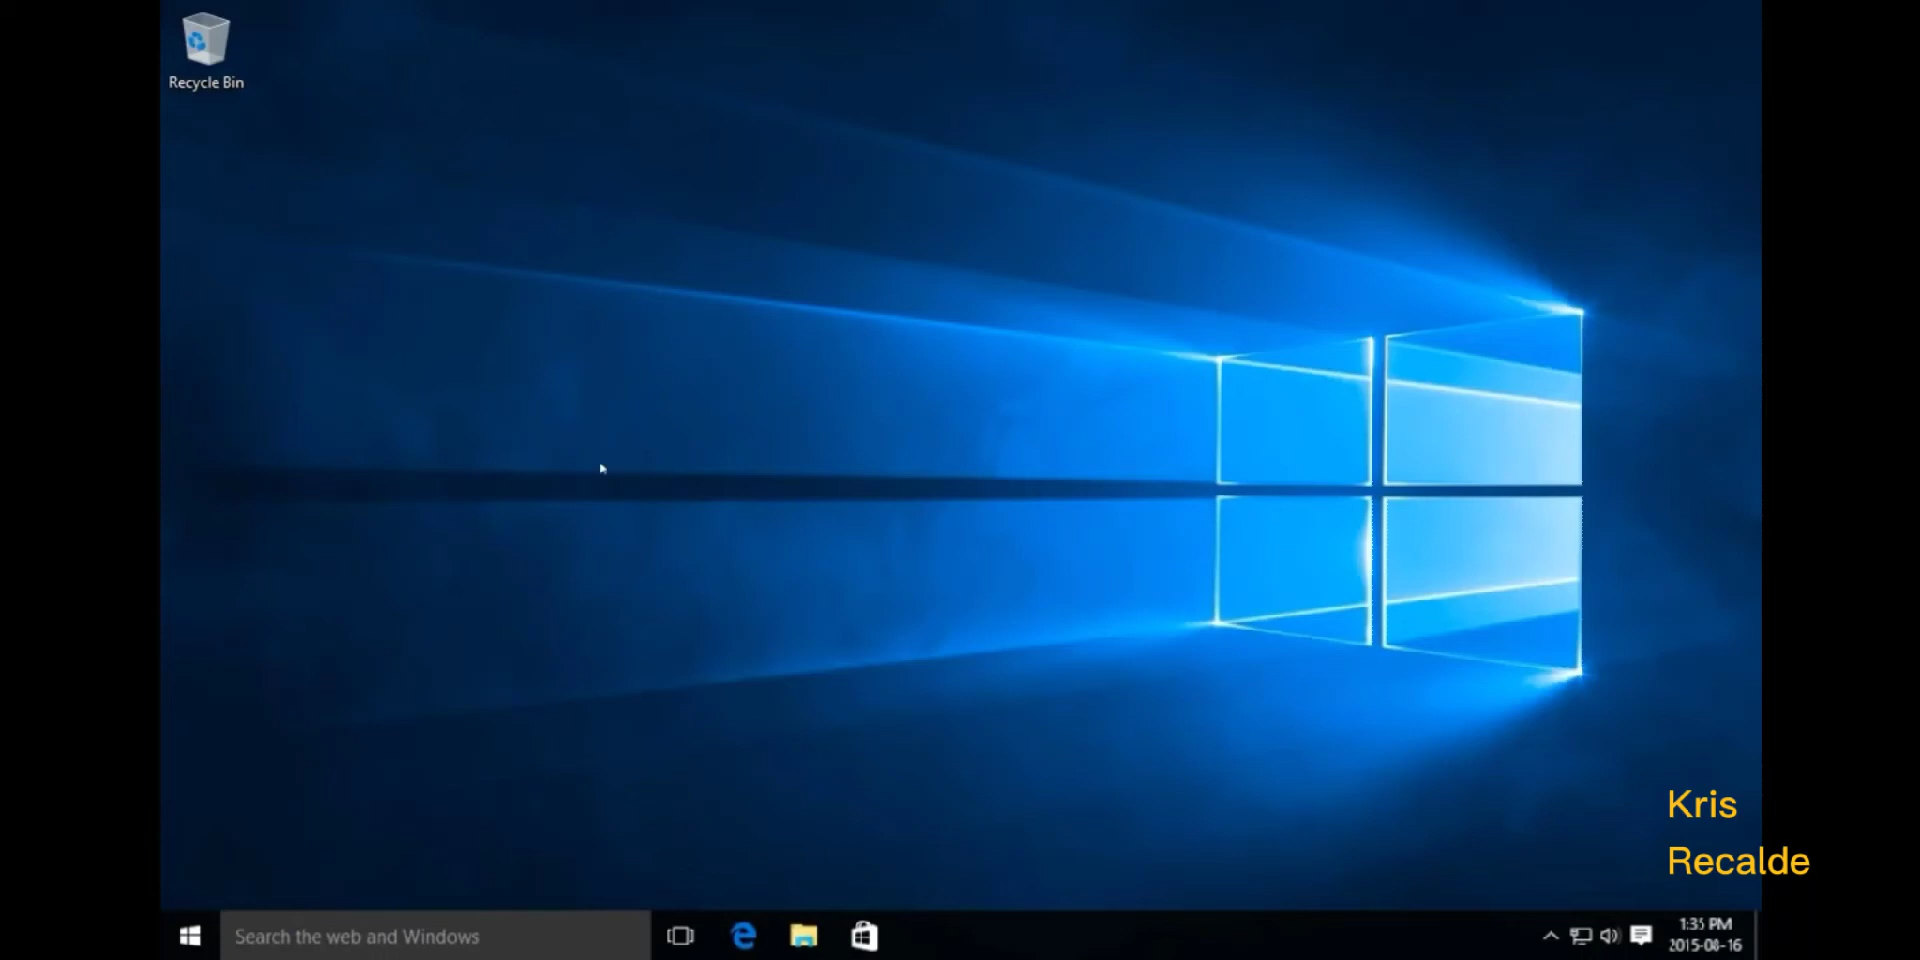 Recycle Bin
Kris
Recalde
Search the web and Windows
1:35 PM
2015-08-16